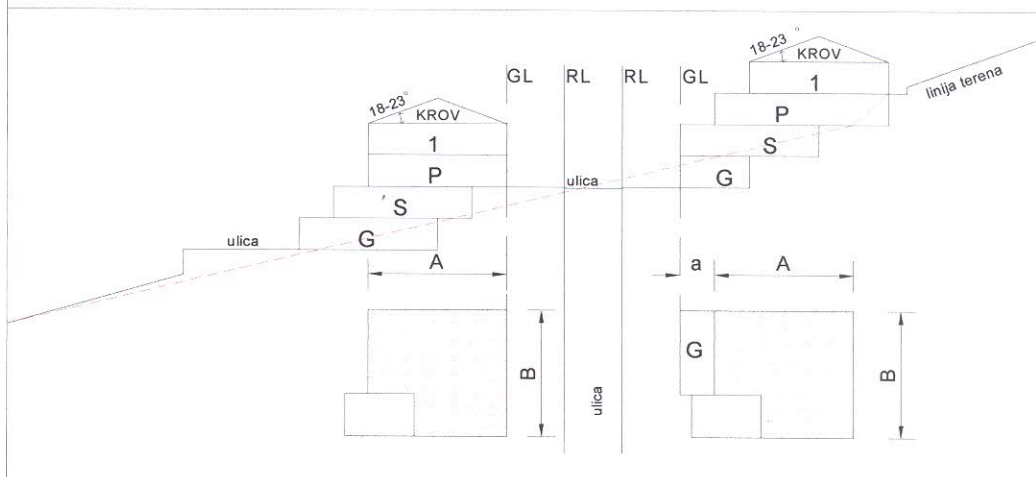 18-23°
KROV
1
P
S
G
linija terena
GL
RL
RL
GL
18-23°
KROV
1
P
S
G
ulica
ulica
A
a
A
B
ulica
G
B